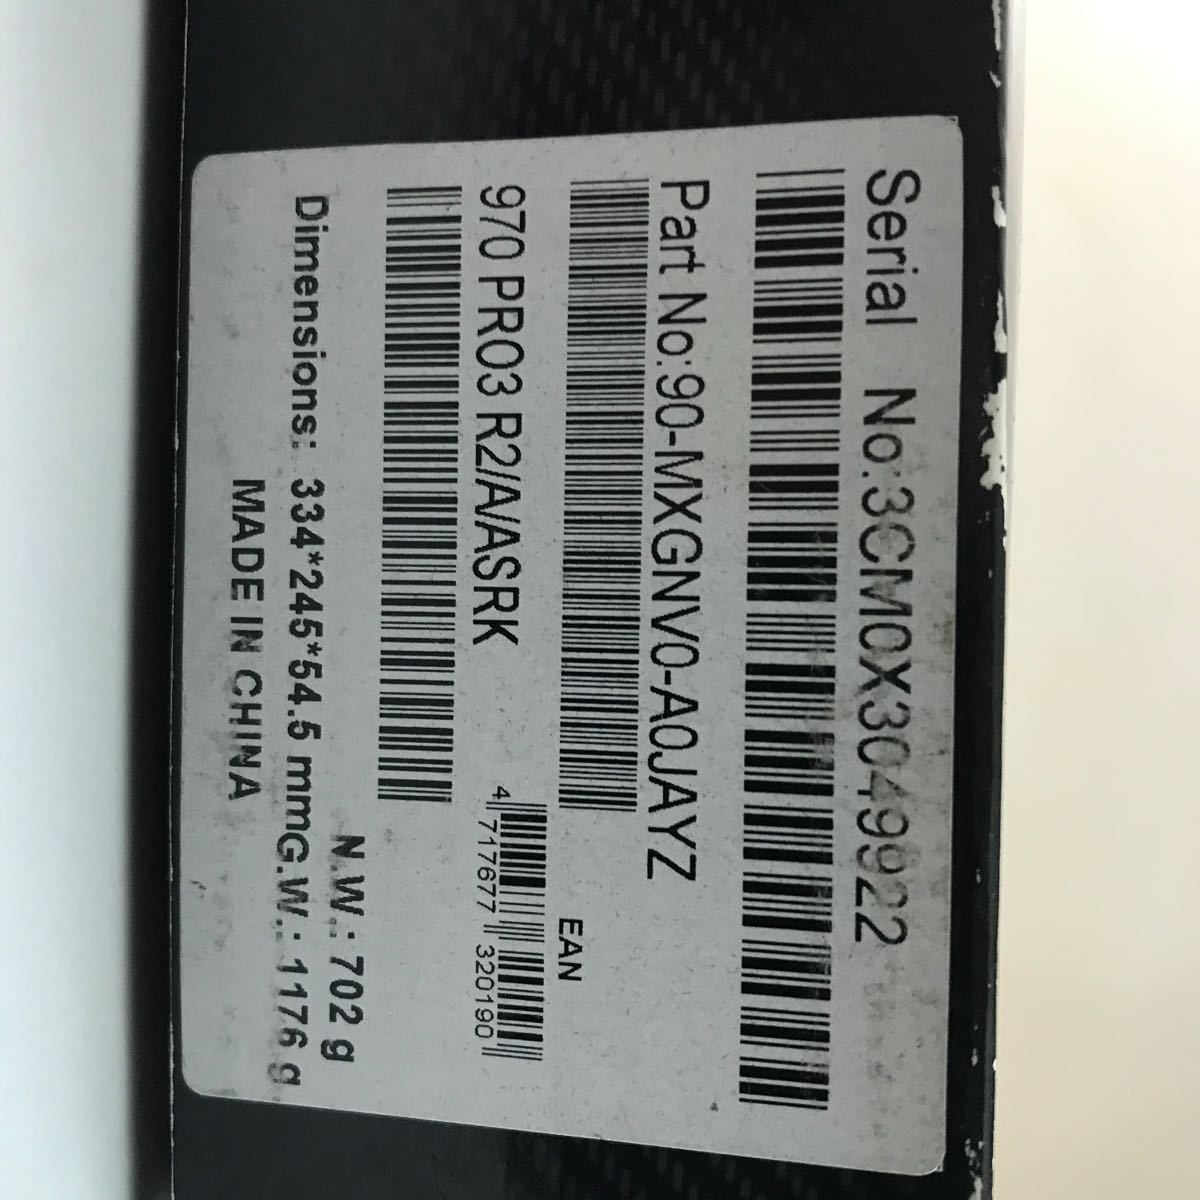 Serial No:3CM0X3049922
Part No:90-MXGNV0-A0JAYZ
970 PRO3 R2/A/ASRK
EAN
4 717677 320190
N.W.: 702 g
Dimensions: 334*245*54.5 mmG.W.: 1176 g
MADE IN CHINA